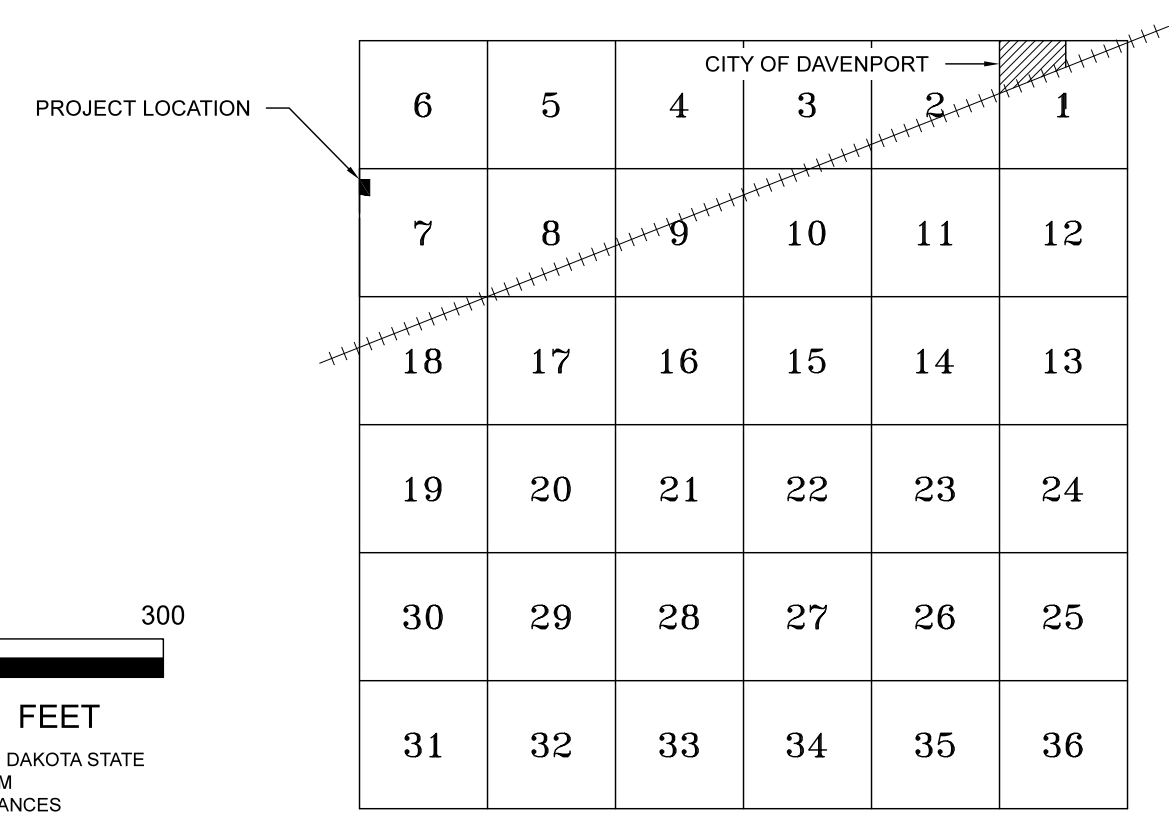 CITY OF DAVENPORT
PROJECT LOCATION
6 5 4 3 2 1
7 8 9 10 11 12
18 17 16 15 14 13
19 20 21 22 23 24
30 29 28 27 26 25
300
31 32 33 34 35 36
FEET
DAKOTA STATE
M
ANCES